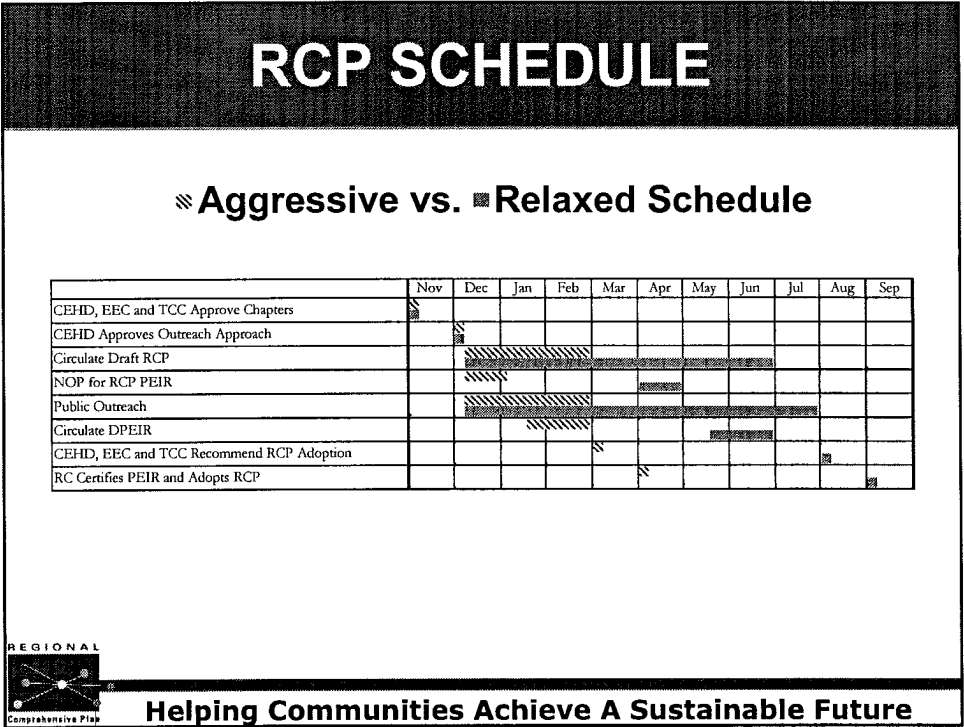 RCP SCHEDULE
Aggressive vs. Relaxed Schedule
Nov Dec Jan Feb Mar Apr May Jun Jul Aug Sep
CEHD, EEC and TCC Approve Chapters
CEHD Approves Outreach Approach
Circulate Draft RCP
NOP for RCP PEIR
Public Outreach
Circulate DPEIR
CEHD, EEC and TCC Recommend RCP Adoption
RC Certifies PEIR and Adopts RCP
REGIONAL
Comprehensive Plan
Helping Communities Achieve A Sustainable Future